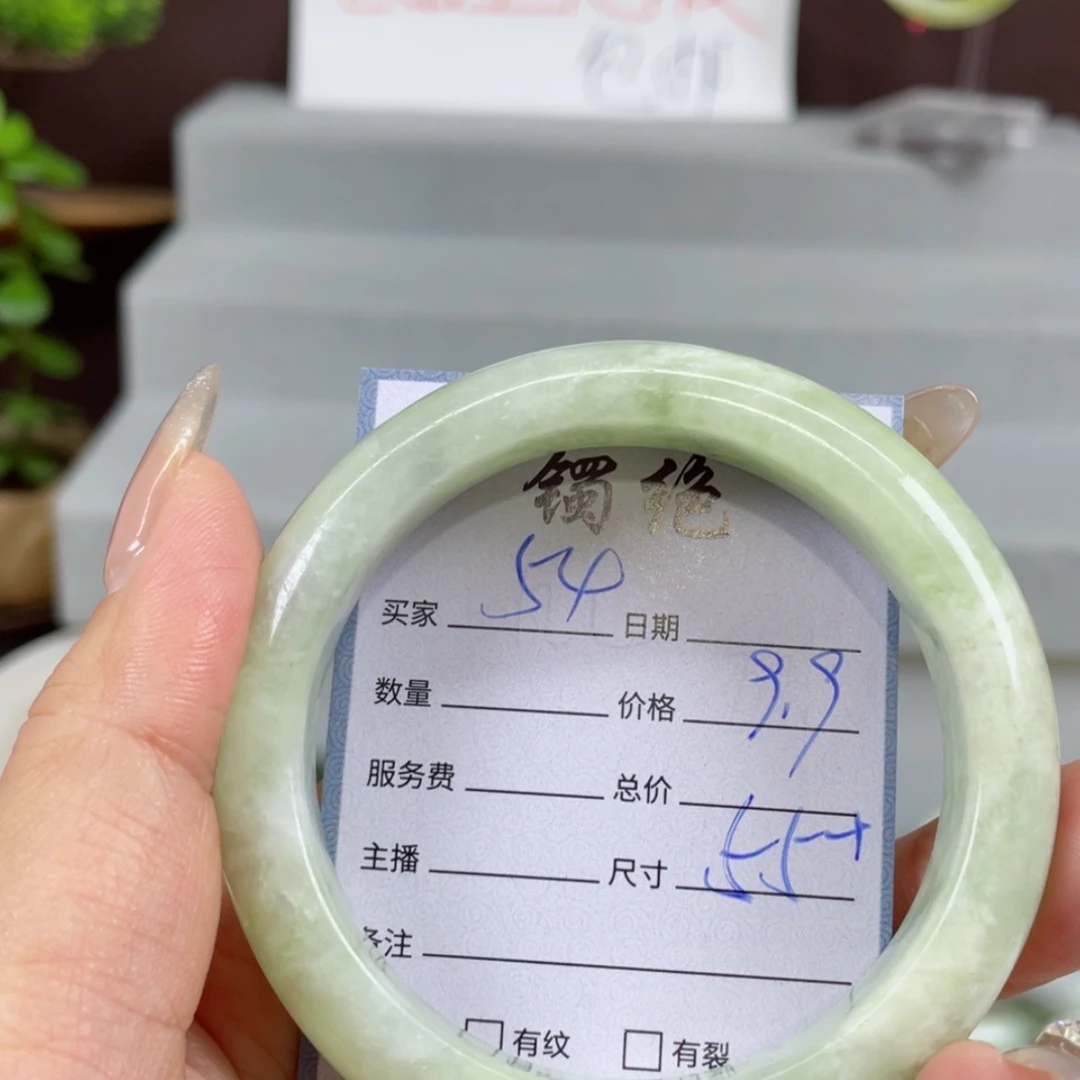 镯绝
买家 54 日期
数量 价格 9.9
服务费 总价
主播 尺寸 55
备注
有纹 有裂